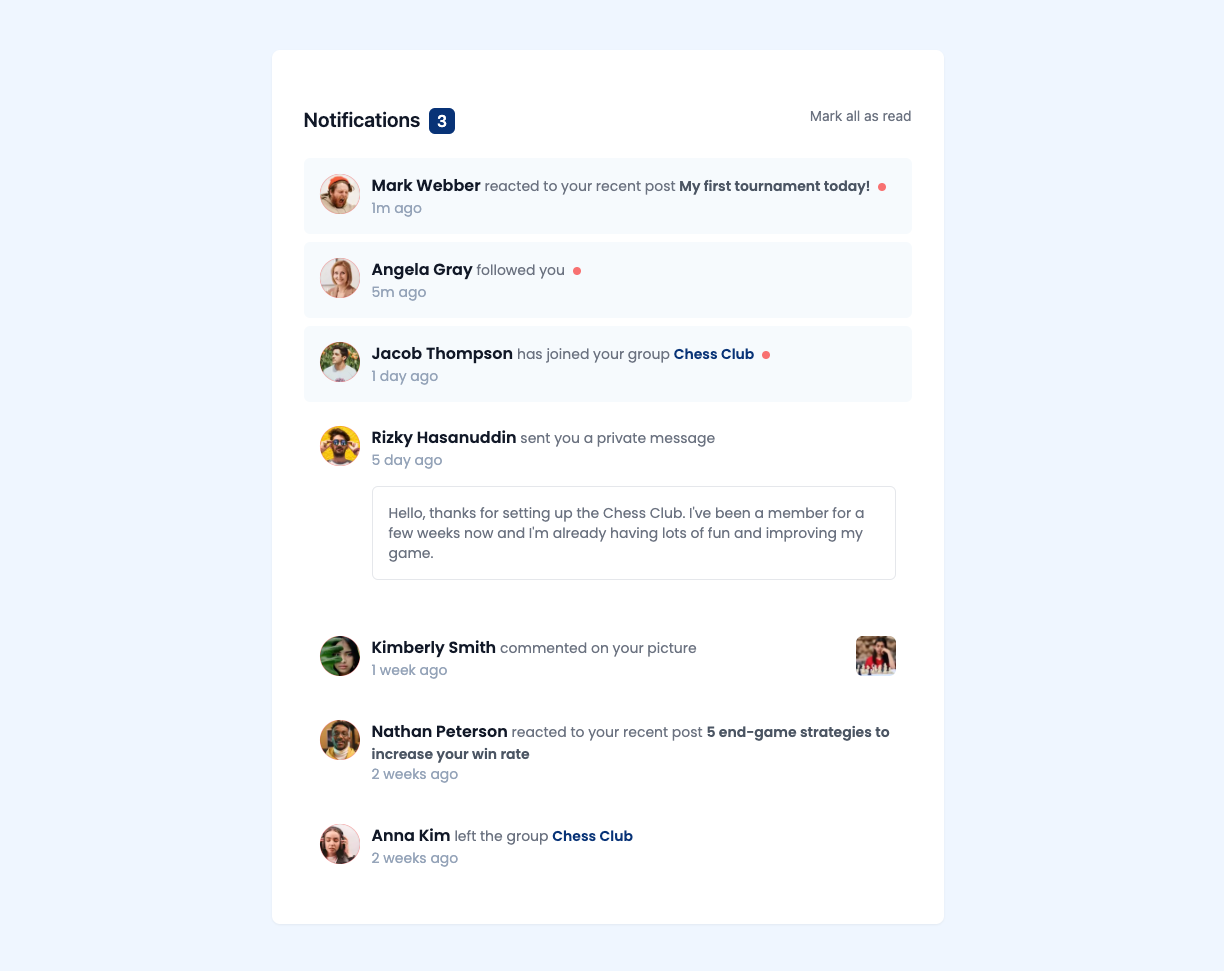 Notifications 3
Mark all as read
Mark Webber reacted to your recent post My first tournament today!
1m ago
Angela Gray followed you
5m ago
Jacob Thompson has joined your group Chess Club
1 day ago
Rizky Hasanuddin sent you a private message
5 day ago
Hello, thanks for setting up the Chess Club. I've been a member for a
few weeks now and I'm already having lots of fun and improving my
game.
Kimberly Smith commented on your picture
1 week ago
Nathan Peterson reacted to your recent post 5 end-game strategies to
increase your win rate
2 weeks ago
Anna Kim left the group Chess Club
2 weeks ago